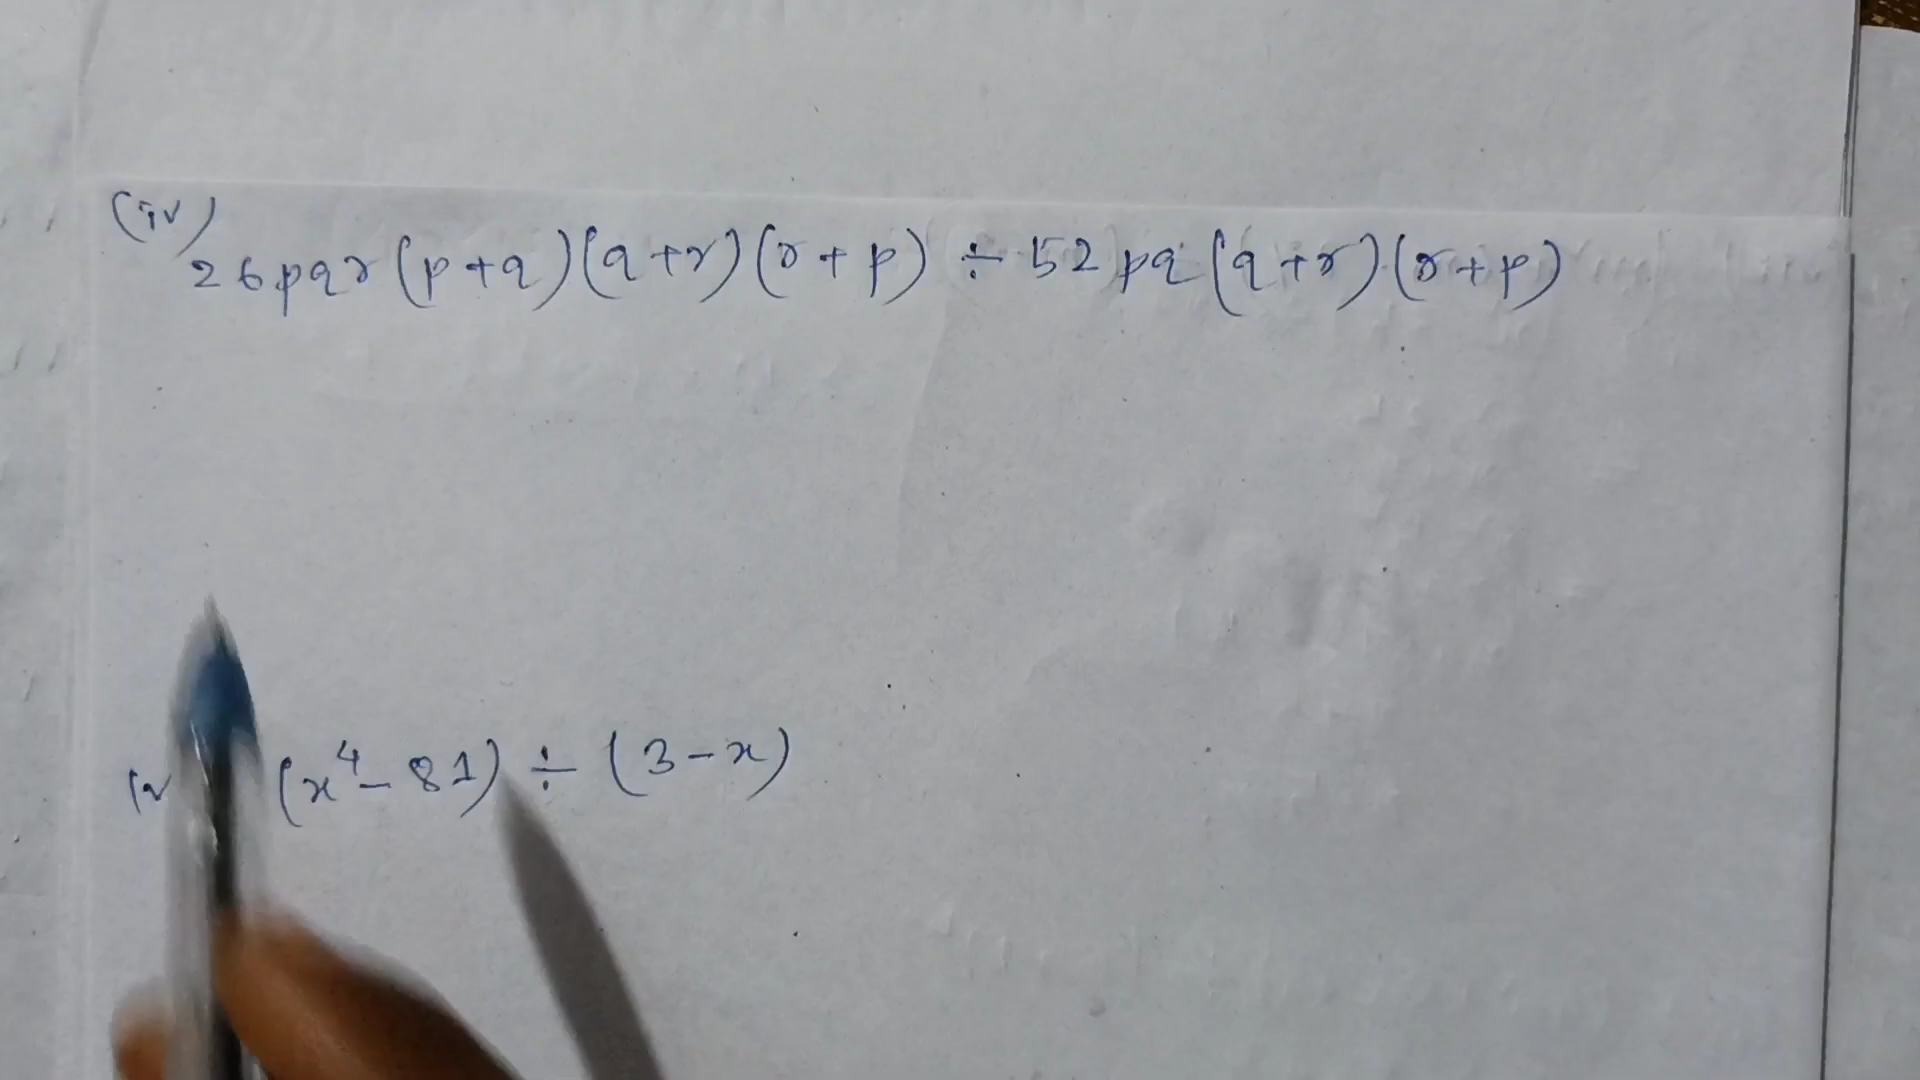 (iv)
26pqr(p+q)(q+r)(r+p) ÷ 52pq(q+r)(r+p)
(x⁴-81) ÷ (3-x)